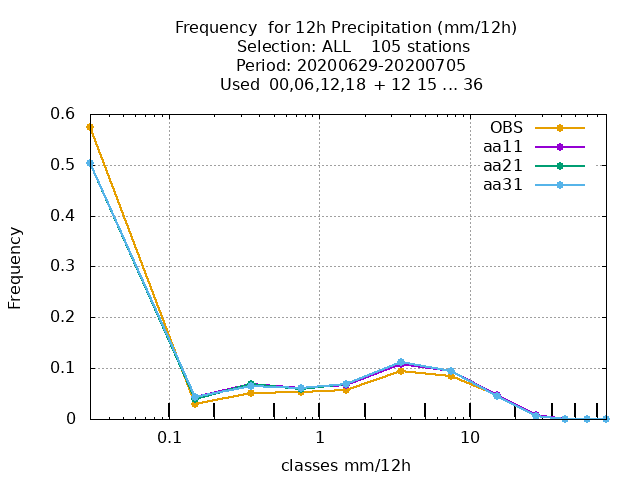 Frequency  for 12h Precipitation (mm/12h)
Selection: ALL    105 stations
Period: 20200629-20200705
Used  00,06,12,18  + 12 15 ... 36
0.6
0.5
0.4
0.3
0.2
0.1
0
Frequency
OBS
aa11
aa21
aa31
0.1 1 10
classes mm/12h